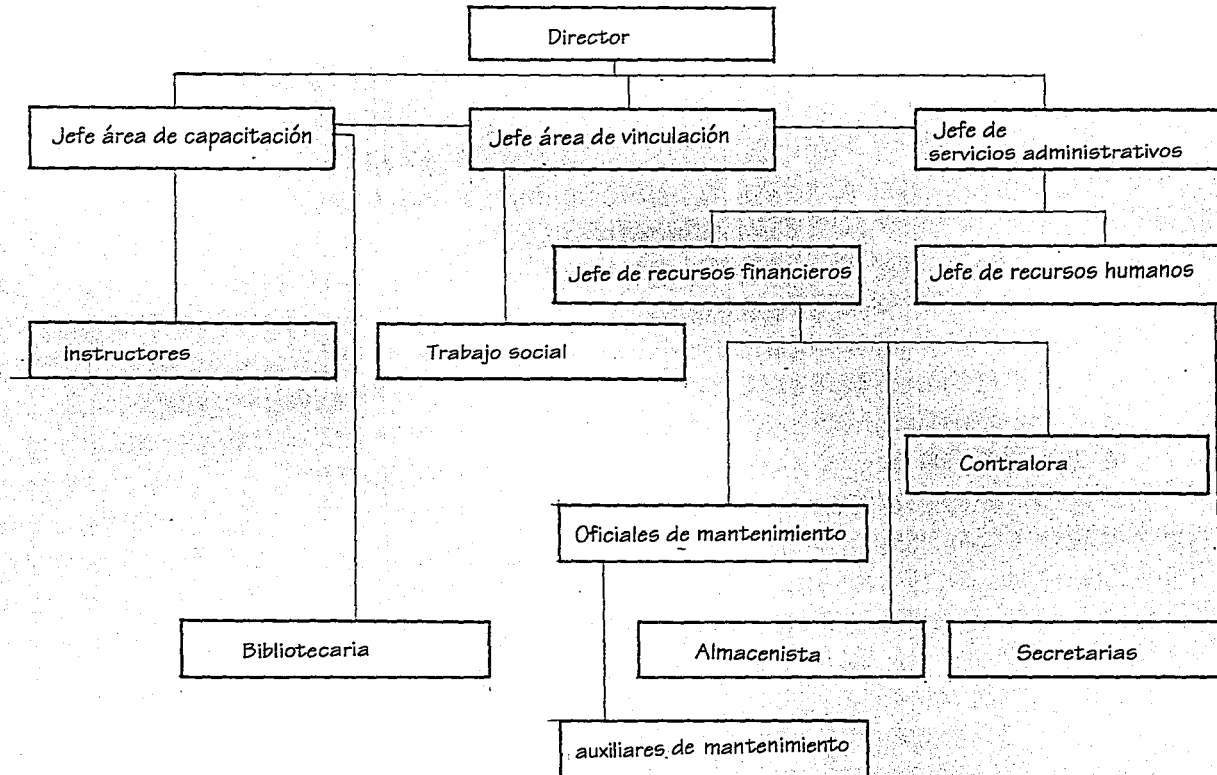 Director
Jefe área de capacitación
Jefe área de vinculación
Jefe de
servicios administrativos
Jefe de recursos financieros
Jefe de recursos humanos
Instructores
Trabajo social
Contralora
Oficiales de mantenimiento
Bibliotecaria
Almacenista
Secretarias
auxiliares de mantenimiento